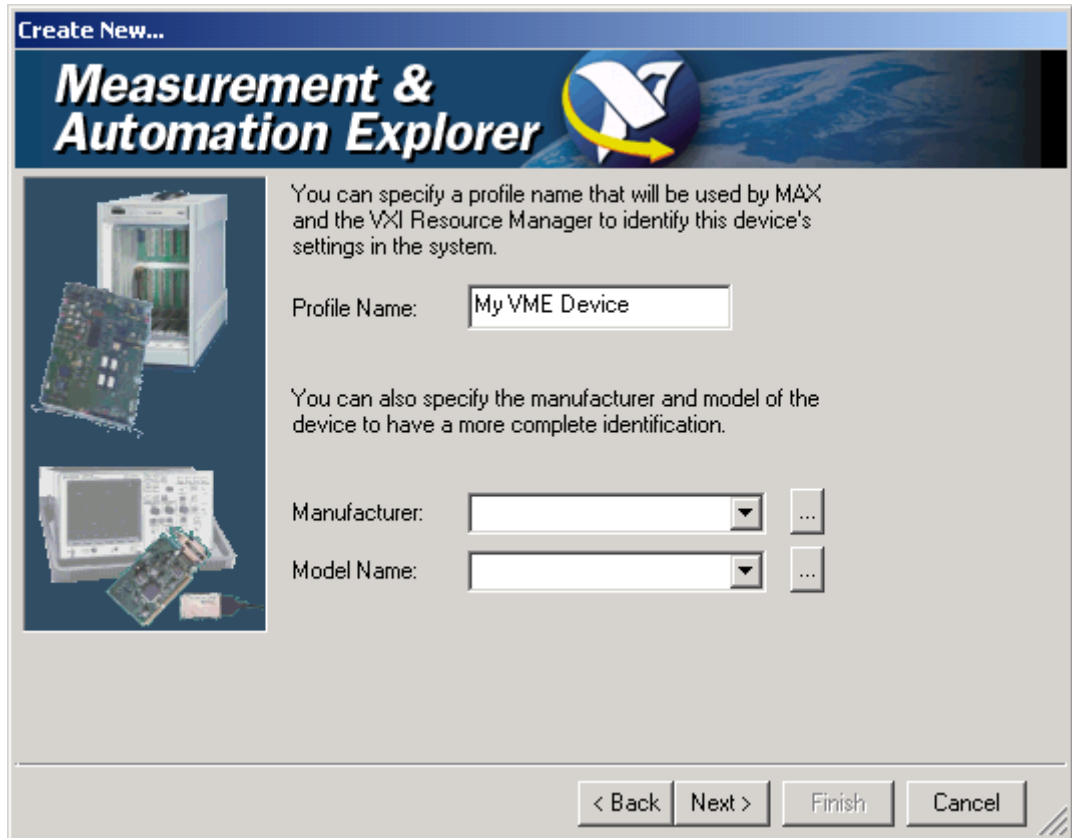 Create New...
Measurement &
Automation Explorer
You can specify a profile name that will be used by MAX
and the VXI Resource Manager to identify this device's
settings in the system.
Profile Name: My VME Device
You can also specify the manufacturer and model of the
device to have a more complete identification.
Manufacturer: ...
Model Name: ...
< Back Next > Finish Cancel